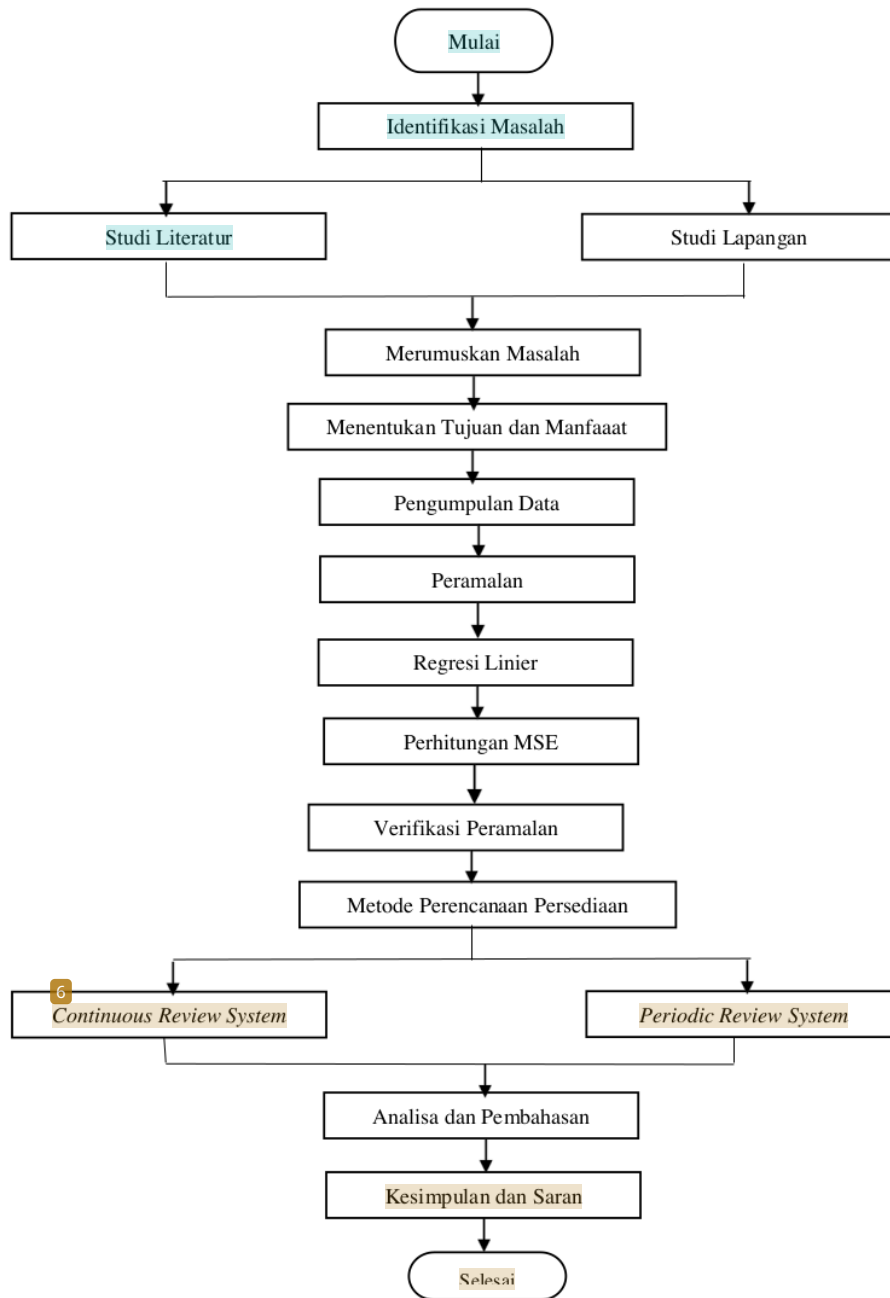 Mulai
Identifikasi Masalah
Studi Literatur
Studi Lapangan
Merumuskan Masalah
Menentukan Tujuan dan Manfaaat
Pengumpulan Data
Peramalan
Regresi Linier
Perhitungan MSE
Verifikasi Peramalan
Metode Perencanaan Persediaan
6
Continuous Review System
Periodic Review System
Analisa dan Pembahasan
Kesimpulan dan Saran
Selesai